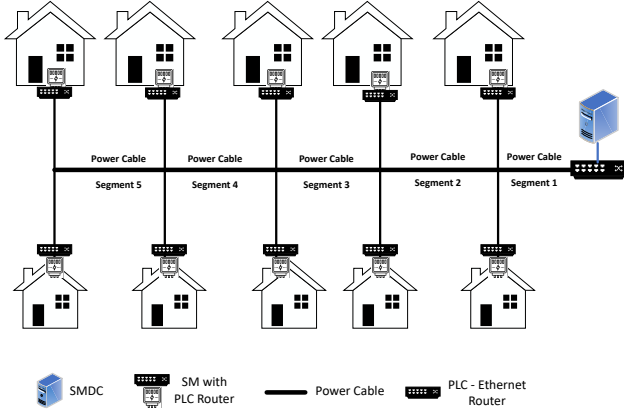 Power Cable Power Cable Power Cable Power Cable Power Cable
Segment 5 Segment 4 Segment 3 Segment 2 Segment 1
SMDC
SM with
PLC Router
Power Cable
PLC - Ethernet
Router